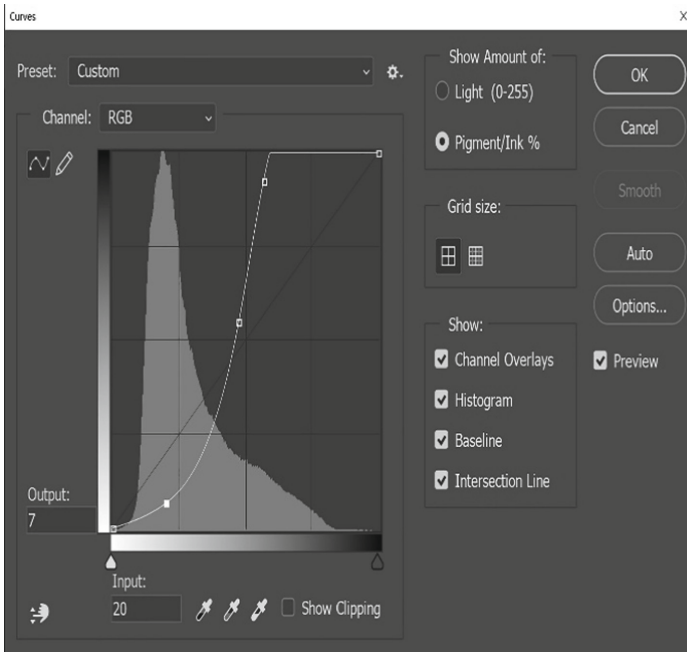 Curves
Preset: Custom
Channel: RGB
Output:
7
Input:
20
Show Clipping
Show Amount of:
Light (0-255)
Pigment/Ink %
Grid size:
Show:
Channel Overlays
Histogram
Baseline
Intersection Line
OK
Cancel
Smooth
Auto
Options...
Preview